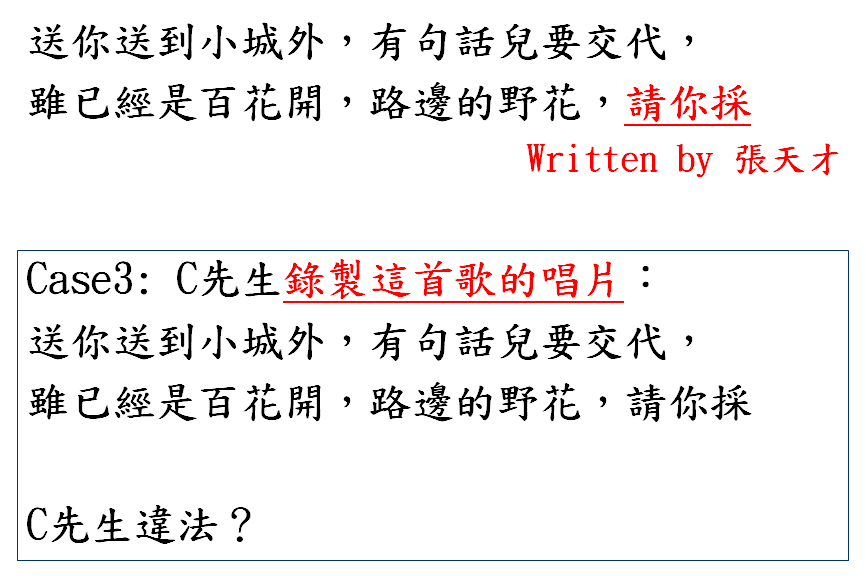 送你送到小城外，有句話兒要交代，
雖已經是百花開，路邊的野花，請你採
Written by 張天才
Case3: C先生錄製這首歌的唱片：
送你送到小城外，有句話兒要交代，
雖已經是百花開，路邊的野花，請你採
C先生違法？